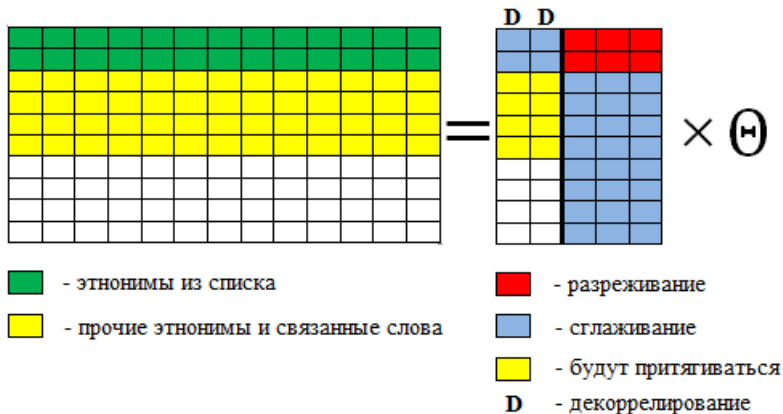 D D
= × Θ
- этнонимы из списка
- прочие этнонимы и связанные слова
- разреживание
- сглаживание
- будут притягиваться
D - декоррелирование